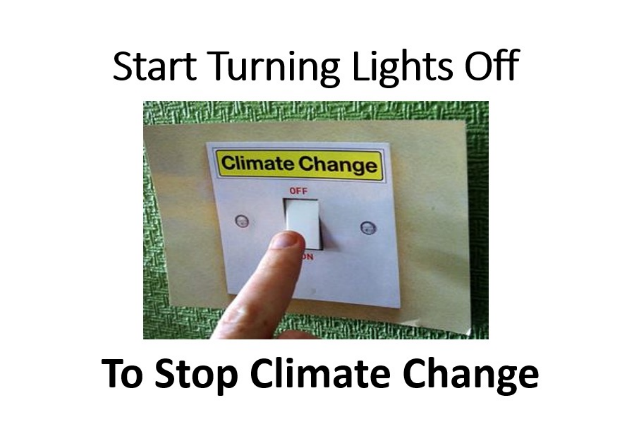 Start Turning Lights Off
Climate Change
OFF
ON
To Stop Climate Change